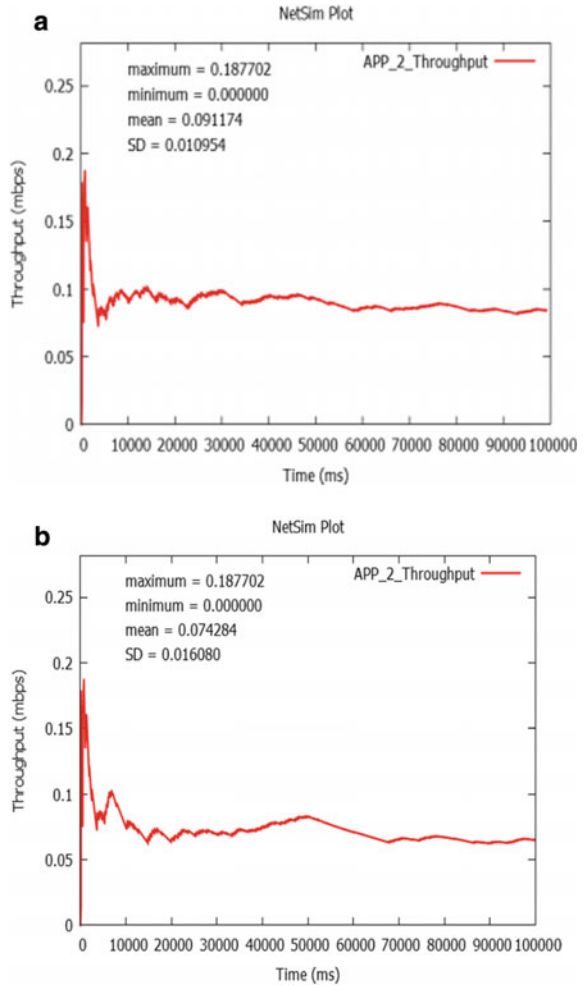 a
NetSim Plot
maximum = 0.187702
minimum = 0.000000
mean = 0.091174
SD = 0.010954
APP_2_Throughput
Throughput (mbps)
0.25
0.2
0.15
0.1
0.05
0
0 10000 20000 30000 40000 50000 60000 70000 80000 90000 100000
Time (ms)
b
NetSim Plot
maximum = 0.187702
minimum = 0.000000
mean = 0.074284
SD = 0.016080
APP_2_Throughput
Throughput (mbps)
0.25
0.2
0.15
0.1
0.05
0
0 10000 20000 30000 40000 50000 60000 70000 80000 90000 100000
Time (ms)